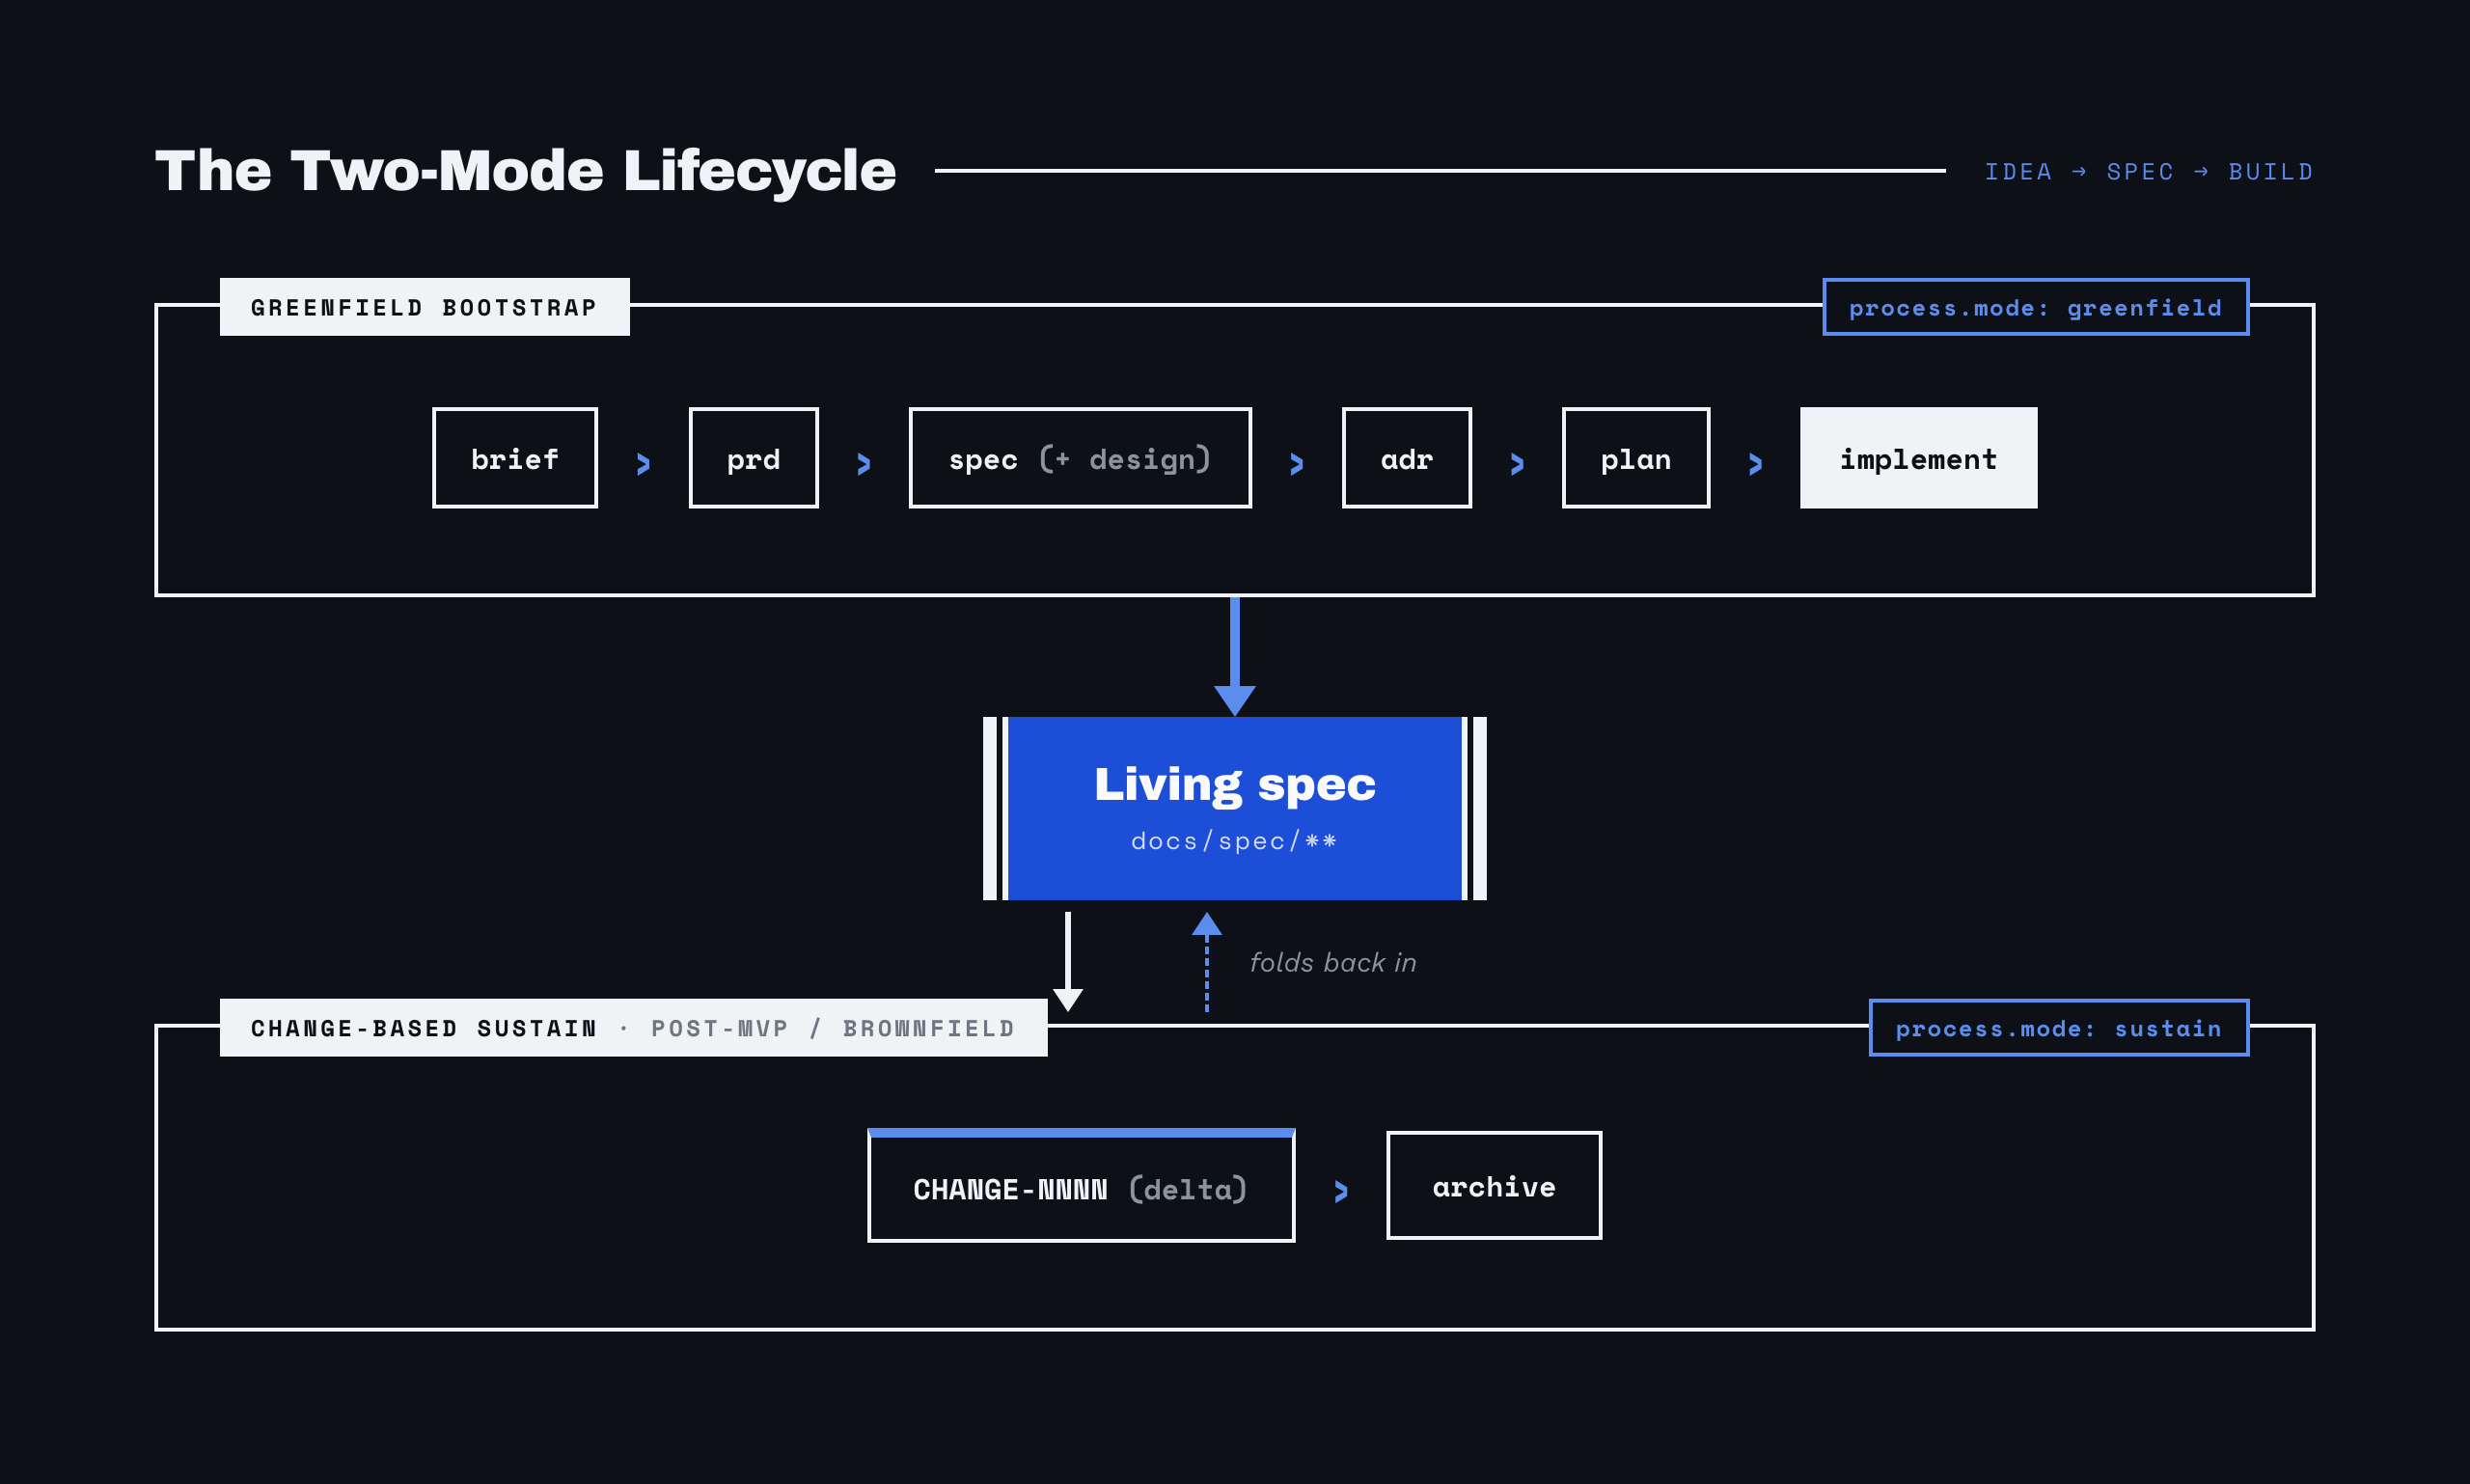 The Two-Mode Lifecycle
IDEA → SPEC → BUILD
GREENFIELD BOOTSTRAP
process.mode: greenfield
brief > prd > spec (+ design) > adr > plan > implement
Living spec
docs/spec/**
folds back in
CHANGE-BASED SUSTAIN · POST-MVP / BROWNFIELD
process.mode: sustain
CHANGE-NNNN (delta) > archive